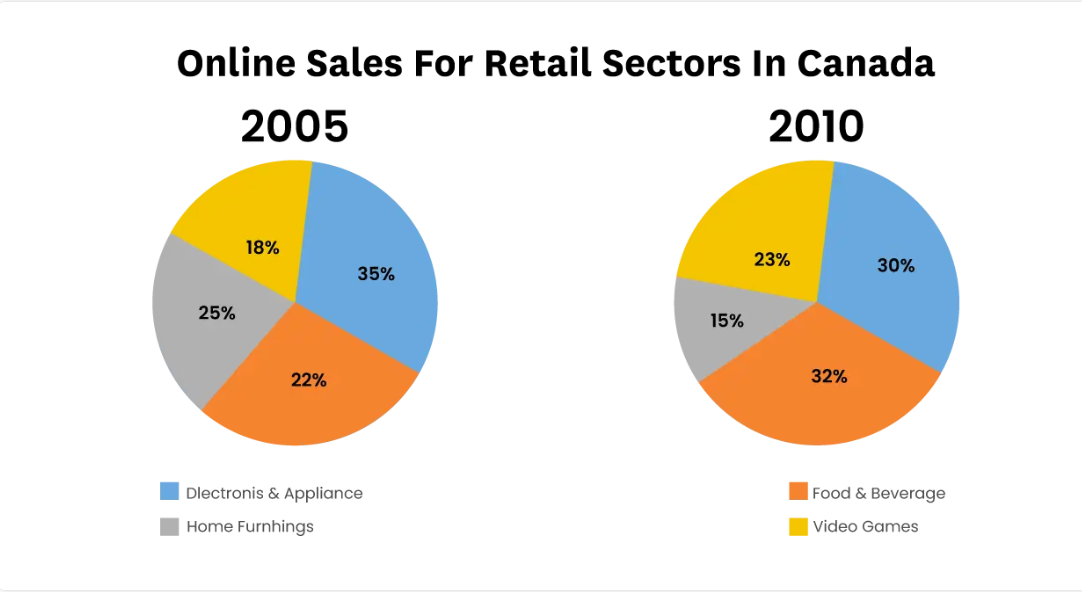 Online Sales For Retail Sectors In Canada
2005
2010
18%
35%
25%
22%
23%
30%
15%
32%
Dlectronis & Appliance
Home Furnhings
Food & Beverage
Video Games